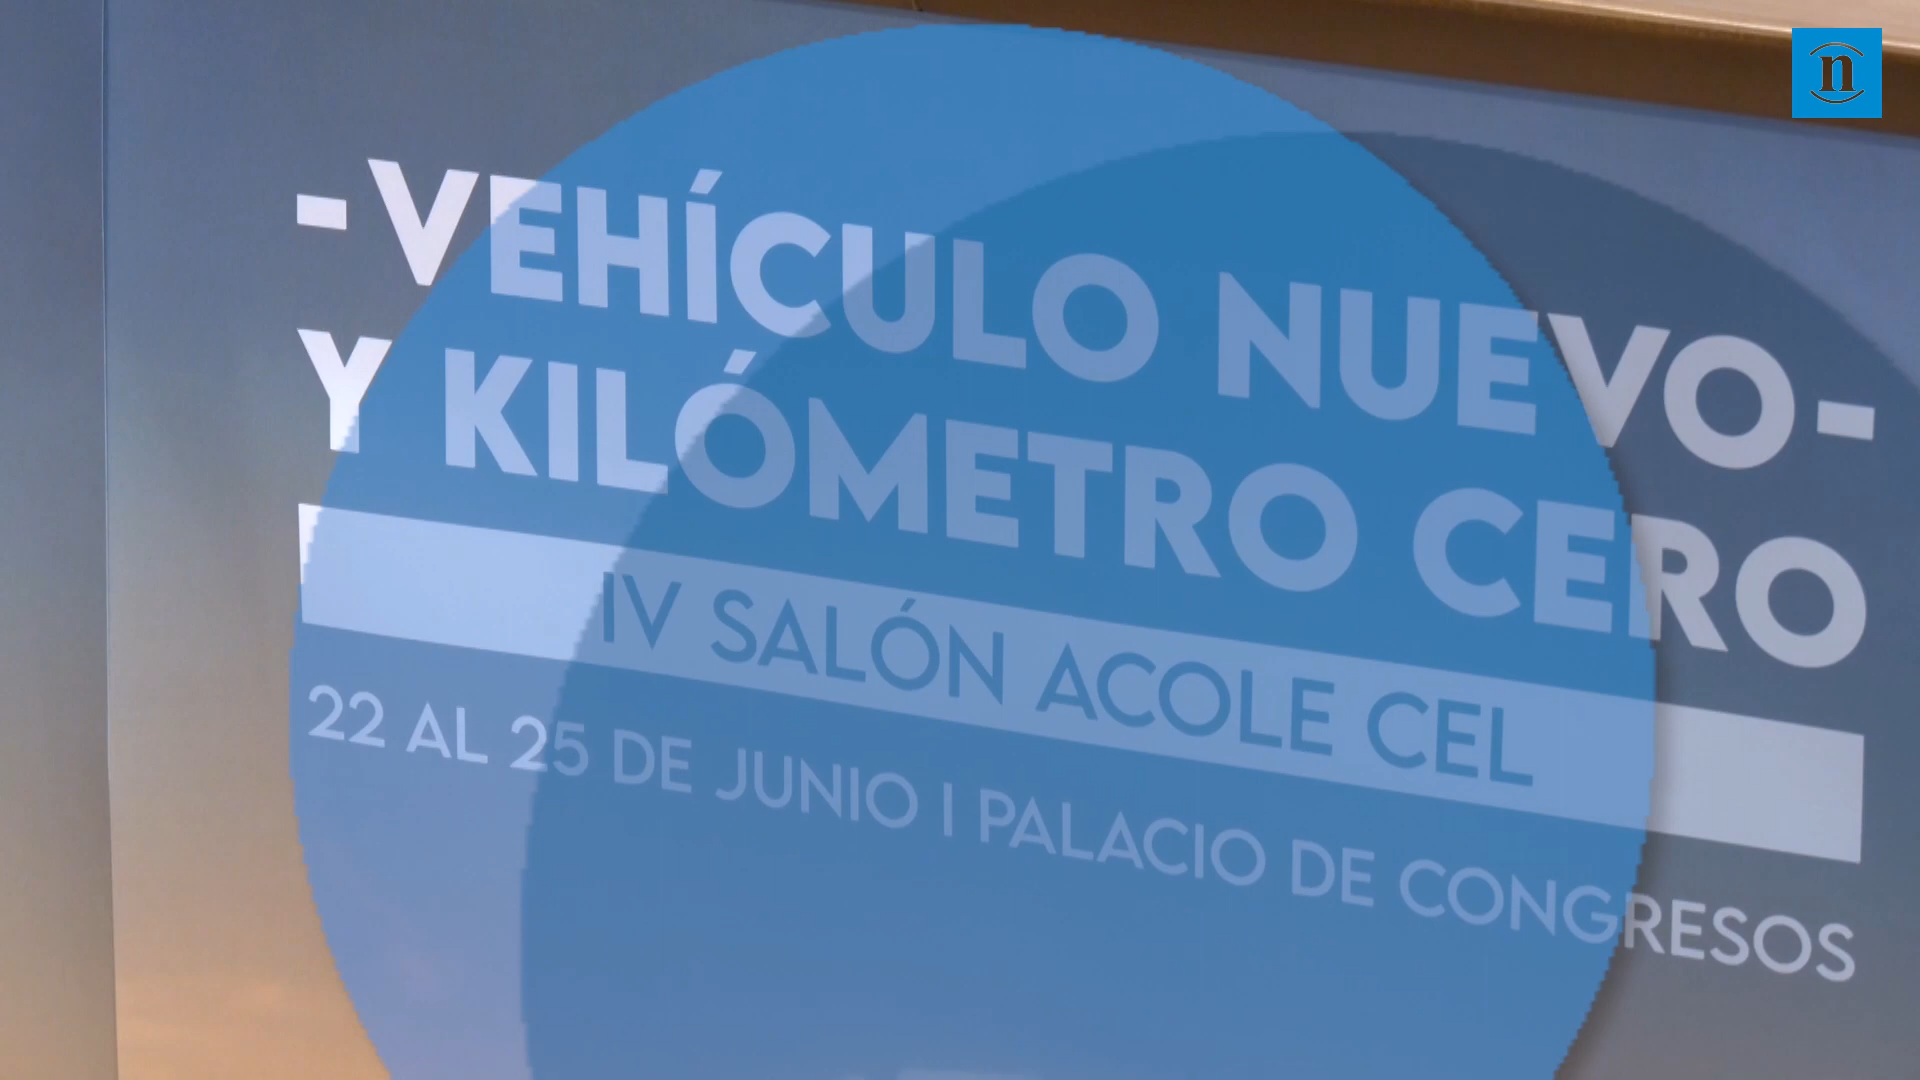 n
-VEHÍCULO NUEVO-
Y KILÓMETRO CERO
IV SALÓN ACOLE CEL
22 AL 25 DE JUNIO | PALACIO DE CONGRESOS